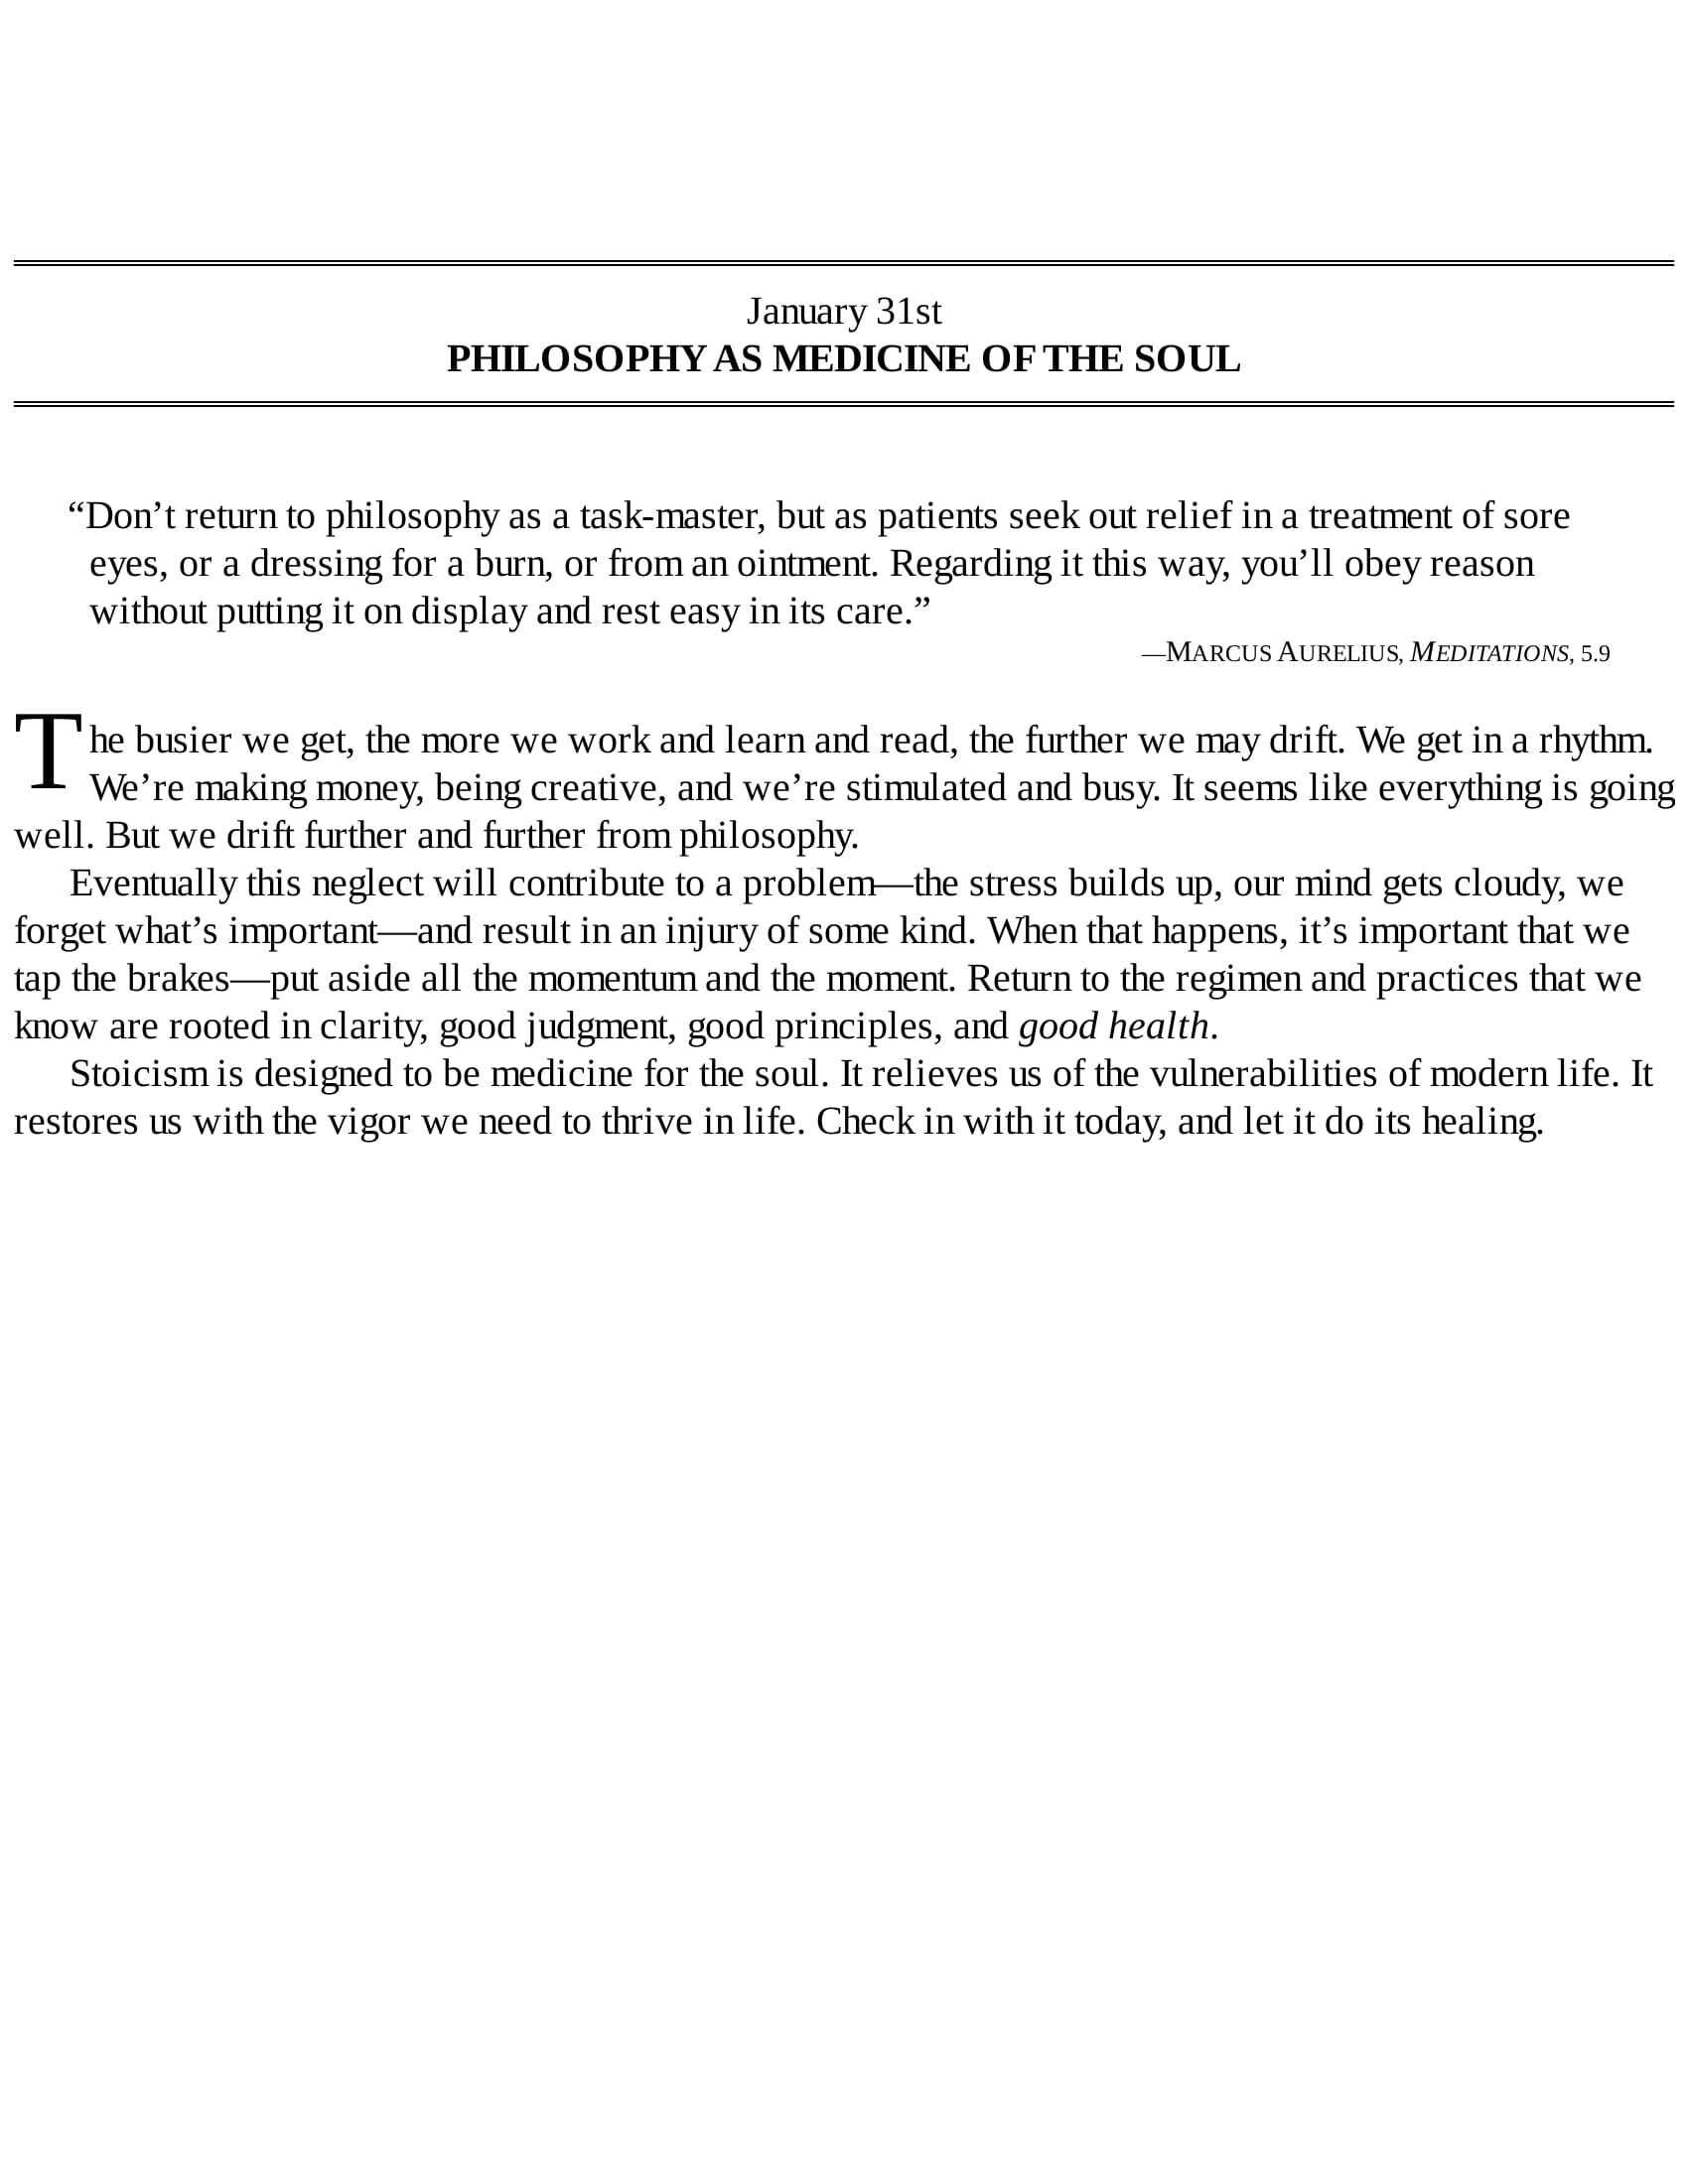 January 31st
PHILOSOPHY AS MEDICINE OF THE SOUL
“Don’t return to philosophy as a task-master, but as patients seek out relief in a treatment of sore
eyes, or a dressing for a burn, or from an ointment. Regarding it this way, you’ll obey reason
without putting it on display and rest easy in its care.”
—MARCUS AURELIUS, MEDITATIONS, 5.9
The busier we get, the more we work and learn and read, the further we may drift. We get in a rhythm.
We’re making money, being creative, and we’re stimulated and busy. It seems like everything is going
well. But we drift further and further from philosophy.
Eventually this neglect will contribute to a problem—the stress builds up, our mind gets cloudy, we
forget what’s important—and result in an injury of some kind. When that happens, it’s important that we
tap the brakes—put aside all the momentum and the moment. Return to the regimen and practices that we
know are rooted in clarity, good judgment, good principles, and good health.
Stoicism is designed to be medicine for the soul. It relieves us of the vulnerabilities of modern life. It
restores us with the vigor we need to thrive in life. Check in with it today, and let it do its healing.